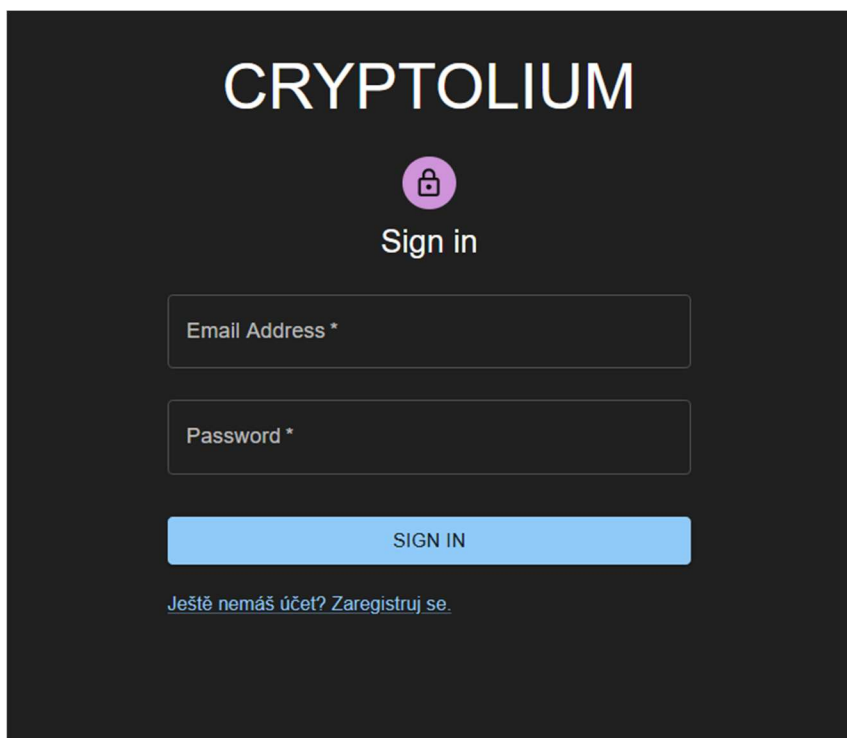 CRYPTOLIUM
Sign in
Email Address *
Password *
SIGN IN
Ještě nemáš účet? Zaregistruj se.